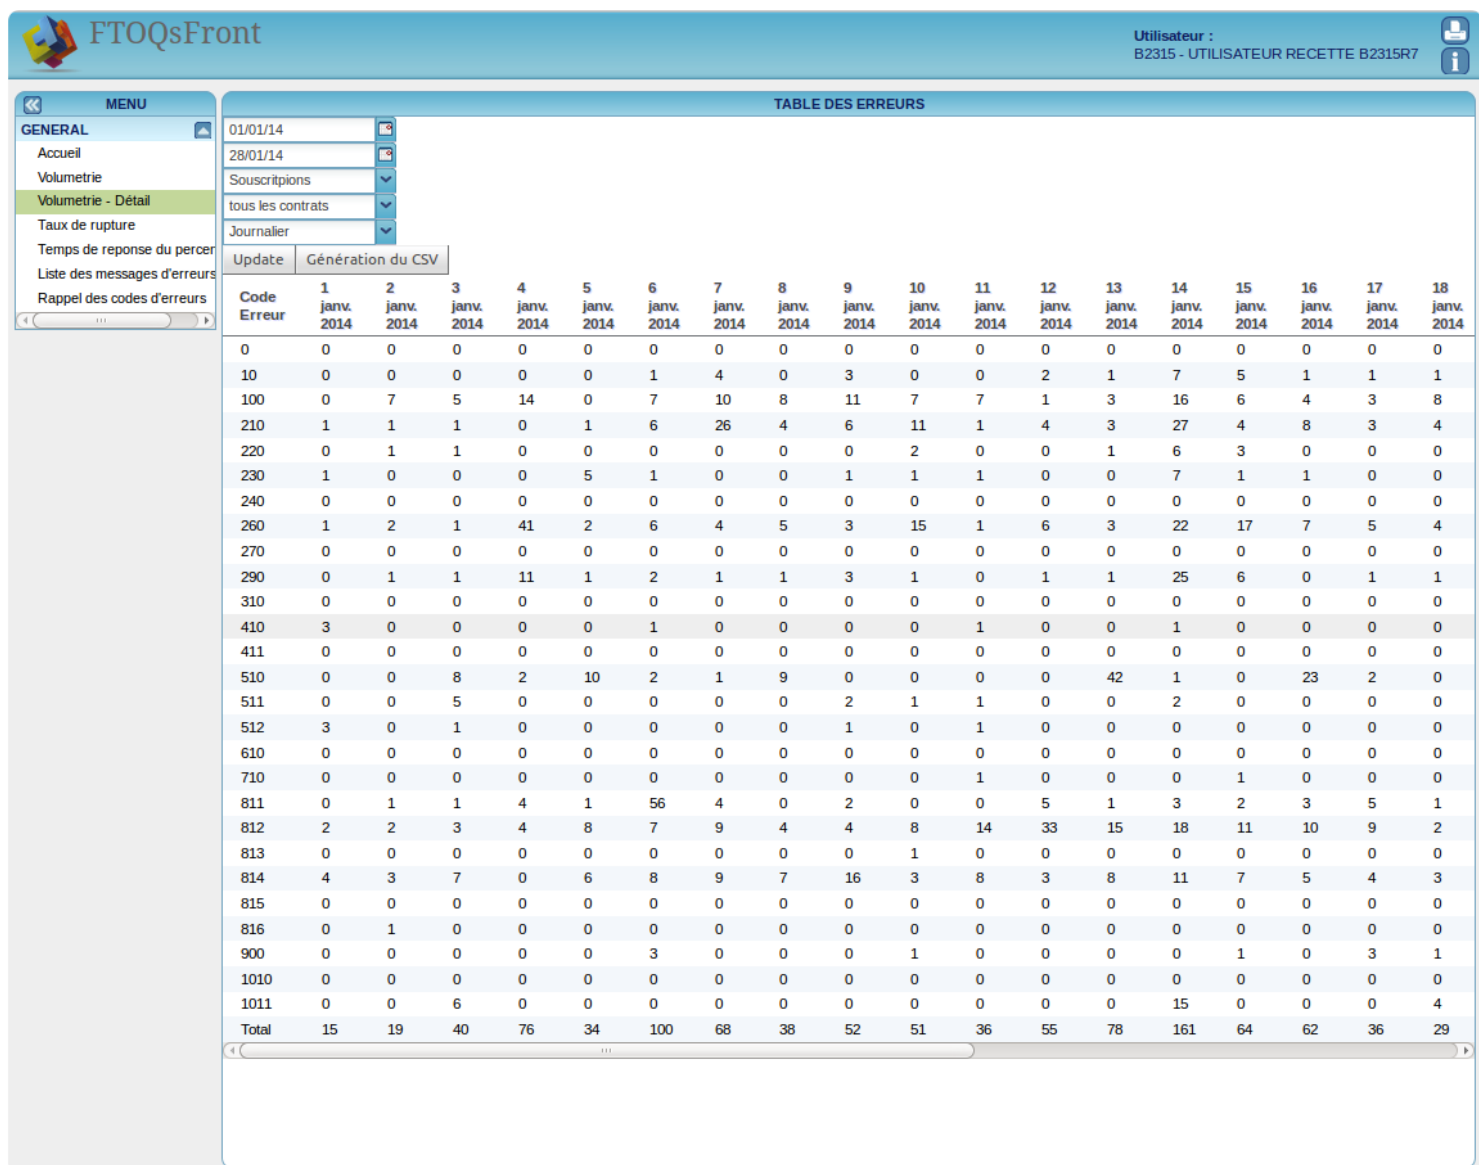 FTOQsFront
Utilisateur :
B2315 - UTILISATEUR RECETTE B2315R7
MENU
GENERAL
Accueil
Volumetrie
Volumetrie - Détail
Taux de rupture
Temps de reponse du percer
Liste des messages d'erreurs
Rappel des codes d'erreurs
TABLE DES ERREURS
01/01/14
28/01/14
Souscritpions
tous les contrats
Journalier
Update Génération du CSV
Code Erreur 1 janv. 2014 2 janv. 2014 3 janv. 2014 4 janv. 2014 5 janv. 2014 6 janv. 2014 7 janv. 2014 8 janv. 2014 9 janv. 2014 10 janv. 2014 11 janv. 2014 12 janv. 2014 13 janv. 2014 14 janv. 2014 15 janv. 2014 16 janv. 2014 17 janv. 2014 18 janv. 2014
0 0 0 0 0 0 0 0 0 0 0 0 0 0 0 0 0 0 0
10 0 0 0 0 0 1 4 0 3 0 0 2 1 7 5 1 1 1
100 0 7 5 14 0 7 10 8 11 7 7 1 3 16 6 4 3 8
210 1 1 1 0 1 6 26 4 6 11 1 4 3 27 4 8 3 4
220 0 1 1 0 0 0 0 0 0 2 0 0 1 6 3 0 0 0
230 1 0 0 0 5 1 0 0 1 1 1 0 0 7 1 1 0 0
240 0 0 0 0 0 0 0 0 0 0 0 0 0 0 0 0 0 0
260 1 2 1 41 2 6 4 5 3 15 1 6 3 22 17 7 5 4
270 0 0 0 0 0 0 0 0 0 0 0 0 0 0 0 0 0 0
290 0 1 1 11 1 2 1 1 3 1 0 1 1 25 6 0 1 1
310 0 0 0 0 0 0 0 0 0 0 0 0 0 0 0 0 0 0
410 3 0 0 0 0 1 0 0 0 0 1 0 0 1 0 0 0 0
411 0 0 0 0 0 0 0 0 0 0 0 0 0 0 0 0 0 0
510 0 0 8 2 10 2 1 9 0 0 0 0 42 1 0 23 2 0
511 0 0 5 0 0 0 0 0 2 1 1 0 0 2 0 0 0 0
512 3 0 1 0 0 0 0 0 1 0 1 0 0 0 0 0 0 0
610 0 0 0 0 0 0 0 0 0 0 0 0 0 0 0 0 0 0
710 0 0 0 0 0 0 0 0 0 0 1 0 0 0 1 0 0 0
811 0 1 1 4 1 56 4 0 2 0 0 5 1 3 2 3 5 1
812 2 2 3 4 8 7 9 4 4 8 14 33 15 18 11 10 9 2
813 0 0 0 0 0 0 0 0 0 1 0 0 0 0 0 0 0 0
814 4 3 7 0 6 8 9 7 16 3 8 3 8 11 7 5 4 3
815 0 0 0 0 0 0 0 0 0 0 0 0 0 0 0 0 0 0
816 0 1 0 0 0 0 0 0 0 0 0 0 0 0 0 0 0 0
900 0 0 0 0 0 3 0 0 0 1 0 0 0 0 1 0 3 1
1010 0 0 0 0 0 0 0 0 0 0 0 0 0 0 0 0 0 0
1011 0 0 6 0 0 0 0 0 0 0 0 0 0 15 0 0 0 4
Total 15 19 40 76 34 100 68 38 52 51 36 55 78 161 64 62 36 29